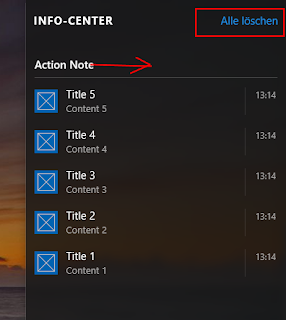 INFO-CENTER
Alle löschen
Action Note
Title 5
13:14
Content 5
Title 4
13:14
Content 4
Title 3
13:14
Content 3
Title 2
13:14
Content 2
Title 1
13:14
Content 1